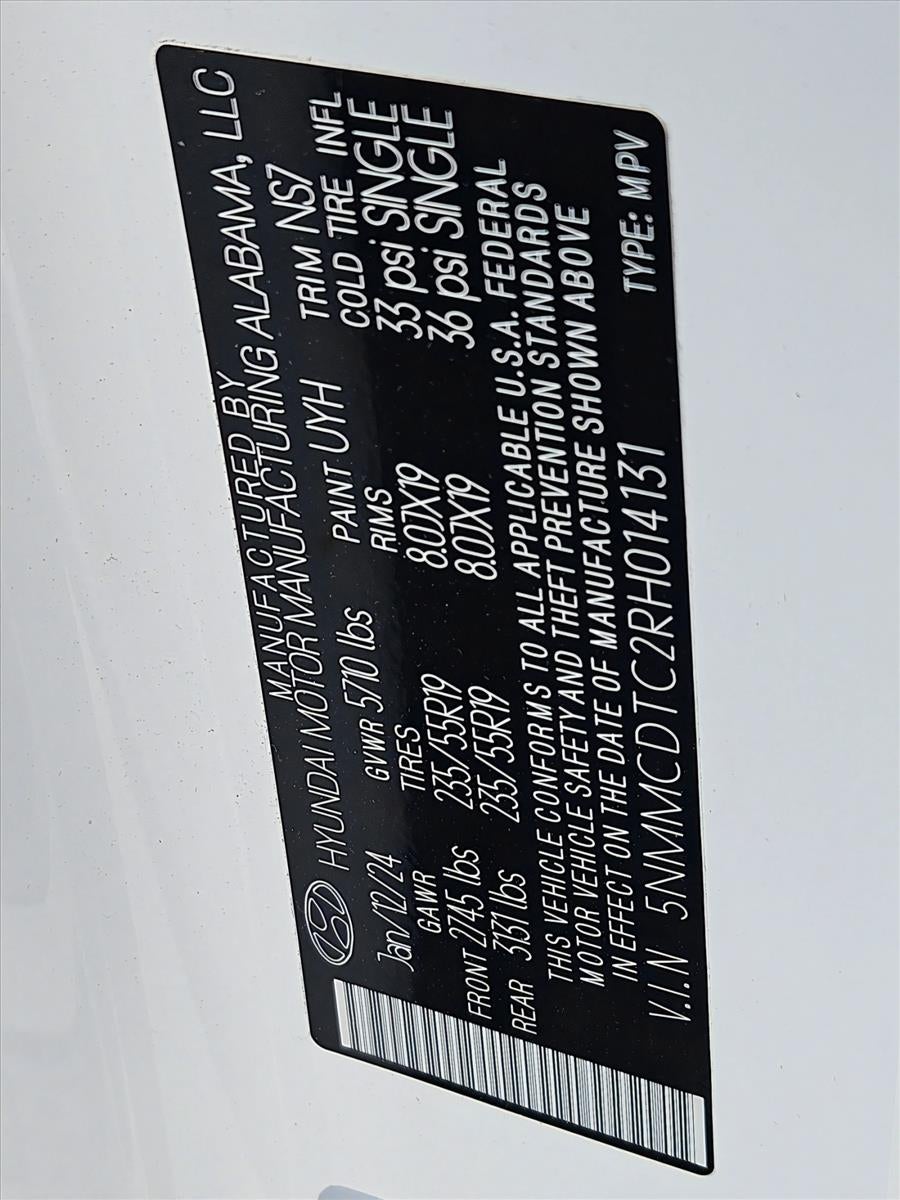 MANUFACTURED BY
HYUNDAI MOTOR MANUFACTURING ALABAMA, LLC
Jan/12/24 GVWR 5710 lbs PAINT UYH TRIM NS7
GAWR TIRES RIMS COLD TIRE INFL
FRONT 2745 lbs 235/55R19 8.0JX19 33 psi SINGLE
REAR 3131 lbs 235/55R19 8.0JX19 36 psi SINGLE
THIS VEHICLE CONFORMS TO ALL APPLICABLE U.S.A. FEDERAL
MOTOR VEHICLE SAFETY AND THEFT PREVENTION STANDARDS
IN EFFECT ON THE DATE OF MANUFACTURE SHOWN ABOVE
V.I.N 5NMMCDTC2RH014131 TYPE: MPV